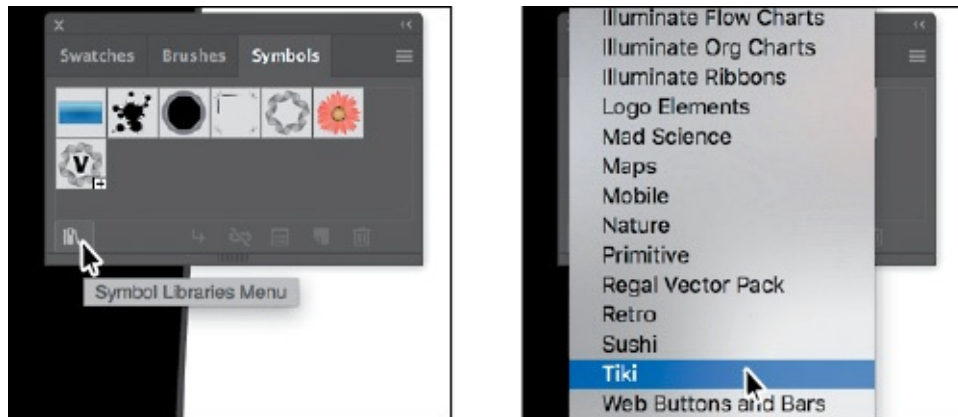 Swatches Brushes Symbols
V
Symbol Libraries Menu
Illuminate Flow Charts
Illuminate Org Charts
Illuminate Ribbons
Logo Elements
Mad Science
Maps
Mobile
Nature
Primitive
Regal Vector Pack
Retro
Sushi
Tiki
Web Buttons and Bars